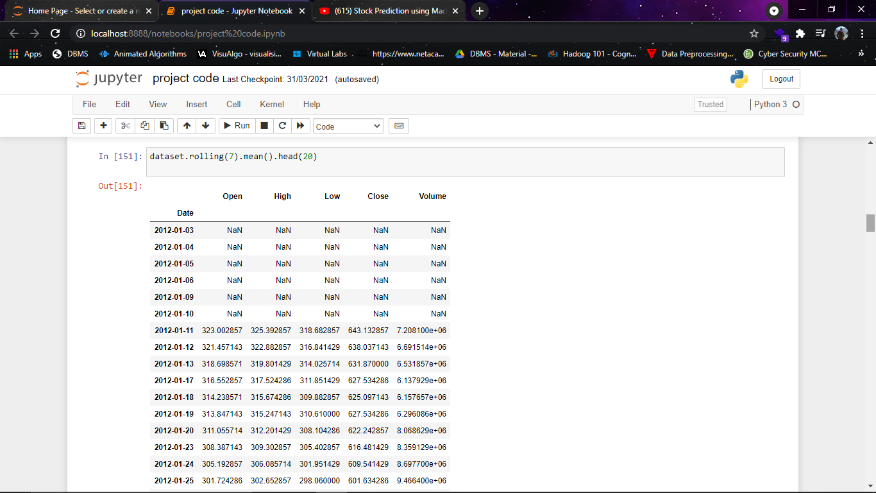 Home Page - Select or create a n
project code - Jupyter Notebook
(615) Stock Prediction using Mac
localhost:8888/notebooks/project%20code.ipynb
Apps DBMS Animated Algorithms VisuAlgo - visualisi... Virtual Labs https://www.netaca... DBMS - Material -... Hadoop 101 - Cogn... Data Preprocessing... Cyber Security MC... »
jupyter project code Last Checkpoint: 31/03/2021 (autosaved) Logout
File Edit View Insert Cell Kernel Help Trusted Python 3
Run Code
In [151]: dataset.rolling(7).mean().head(20)
Out[151]:
Open High Low Close Volume
Date
2012-01-03 NaN NaN NaN NaN NaN
2012-01-04 NaN NaN NaN NaN NaN
2012-01-05 NaN NaN NaN NaN NaN
2012-01-06 NaN NaN NaN NaN NaN
2012-01-09 NaN NaN NaN NaN NaN
2012-01-10 NaN NaN NaN NaN NaN
2012-01-11 323.002857 325.392857 318.682857 643.132857 7.208100e+06
2012-01-12 321.457143 322.882857 316.841429 638.037143 6.691514e+06
2012-01-13 318.698571 319.801429 314.025714 631.870000 6.531857e+06
2012-01-17 316.552857 317.524286 311.851429 627.534286 6.137929e+06
2012-01-18 314.238571 315.674286 309.882857 625.097143 6.157657e+06
2012-01-19 313.847143 315.247143 310.610000 627.534286 6.296086e+06
2012-01-20 311.055714 312.201429 308.104286 622.242857 8.068629e+06
2012-01-23 308.387143 309.302857 305.402857 616.481429 8.359129e+06
2012-01-24 305.192857 306.085714 301.951429 609.541429 8.697700e+06
2012-01-25 301.724286 302.652857 298.060000 601.634286 9.466400e+06